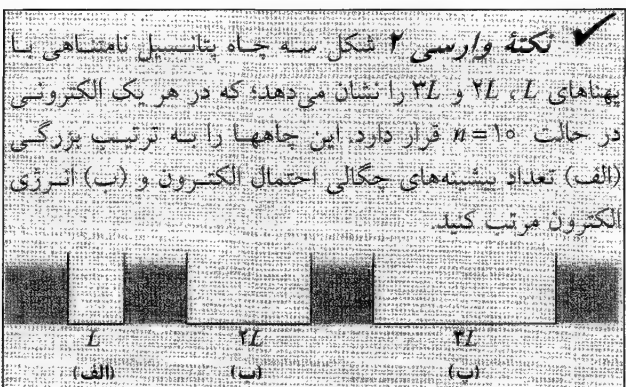 ✓ نکتهٔ وارسی ۲ شکل سه چاه پتانسیل نامتناهی با
پهناهای L، ۲L و ۳L را نشان می‌دهد؛ که در هر یک الکترونی
در حالت n=۱۰ قرار دارد. این چاهها را به ترتیب بزرگی
(الف) تعداد بیشینه‌های چگالی احتمال الکترون و (ب) انرژی
الکترون مرتب کنید.
L ۲L ۳L
(الف) (ب) (پ)